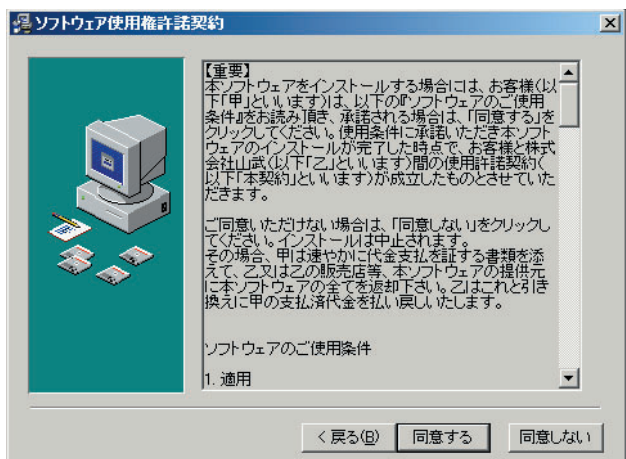 ソフトウェア使用権許諾契約
【重要】
本ソフトウェアをインストールする場合には、お客様(以
下「甲」といいます)は、以下の『ソフトウェアのご使用
条件』をお読み頂き、承諾される場合は、「同意する」を
クリックしてください。使用条件に承諾いただき本ソフト
ウェアのインストールが完了した時点で、お客様と株式
会社山武(以下「乙」といいます)間の使用許諾契約(
以下「本契約」といいます)が成立したものとさせていた
だきます。
ご同意いただけない場合は、「同意しない」をクリックし
てください。インストールは中止されます。
その場合、甲は速やかに代金支払を証する書類を添
えて、乙又は乙の販売店等、本ソフトウェアの提供元
に本ソフトウェアの全てを返却下さい。乙はこれと引き
換えに甲の支払済代金を払い戻しいたします。
ソフトウェアのご使用条件
1. 適用
< 戻る(B)
同意する
同意しない